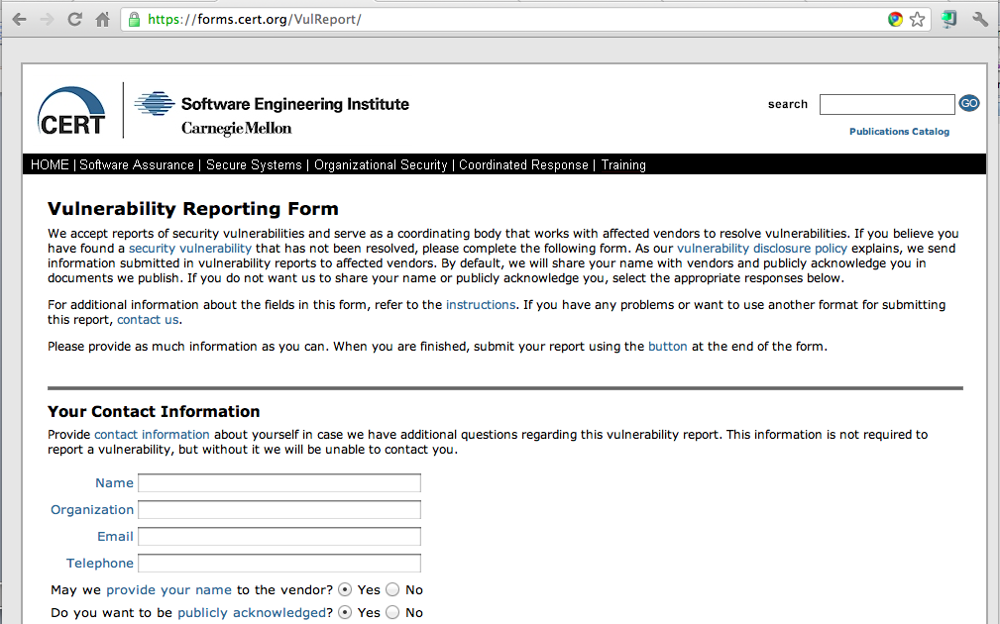 https://forms.cert.org/VulReport/
CERT
Software Engineering Institute
Carnegie Mellon
search
GO
Publications Catalog
HOME | Software Assurance | Secure Systems | Organizational Security | Coordinated Response | Training
Vulnerability Reporting Form
We accept reports of security vulnerabilities and serve as a coordinating body that works with affected vendors to resolve vulnerabilities. If you believe you
have found a security vulnerability that has not been resolved, please complete the following form. As our vulnerability disclosure policy explains, we send
information submitted in vulnerability reports to affected vendors. By default, we will share your name with vendors and publicly acknowledge you in
documents we publish. If you do not want us to share your name or publicly acknowledge you, select the appropriate responses below.
For additional information about the fields in this form, refer to the instructions. If you have any problems or want to use another format for submitting
this report, contact us.
Please provide as much information as you can. When you are finished, submit your report using the button at the end of the form.
Your Contact Information
Provide contact information about yourself in case we have additional questions regarding this vulnerability report. This information is not required to
report a vulnerability, but without it we will be unable to contact you.
Name
Organization
Email
Telephone
May we provide your name to the vendor? Yes No
Do you want to be publicly acknowledged? Yes No